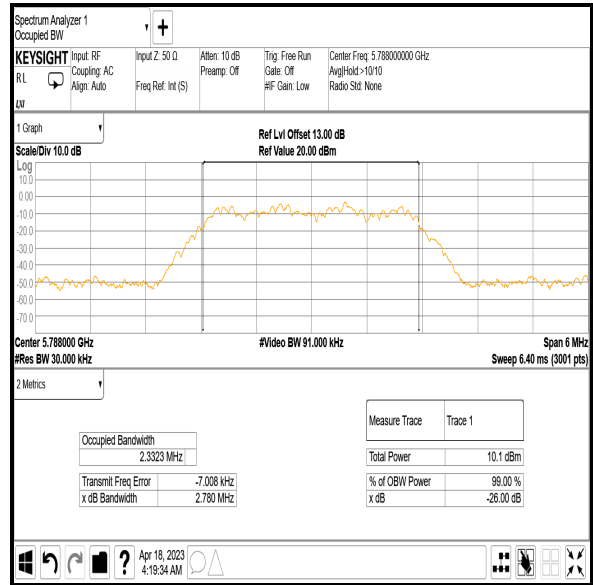 Spectrum Analyzer 1
Occupied BW
+
KEYSIGHT Input: RF Input Z: 50 Ω Atten: 10 dB Trig: Free Run Center Freq: 5.788000000 GHz
RL Coupling: AC Preamp: Off Gate: Off Avg|Hold:>10/10
Align: Auto Freq Ref: Int (S) #IF Gain: Low Radio Std: None
LXI
1 Graph
Ref Lvl Offset 13.00 dB
Scale/Div 10.0 dB Ref Value 20.00 dBm
Log
10.0
0.00
-10.0
-20.0
-30.0
-40.0
-50.0
-60.0
-70.0
Center 5.788000 GHz #Video BW 91.000 kHz Span 6 MHz
#Res BW 30.000 kHz Sweep 6.40 ms (3001 pts)
2 Metrics
Measure Trace Trace 1
Occupied Bandwidth
2.3323 MHz Total Power 10.1 dBm
Transmit Freq Error -7.008 kHz % of OBW Power 99.00 %
x dB Bandwidth 2.780 MHz x dB -26.00 dB
? Apr 18, 2023
4:19:34 AM